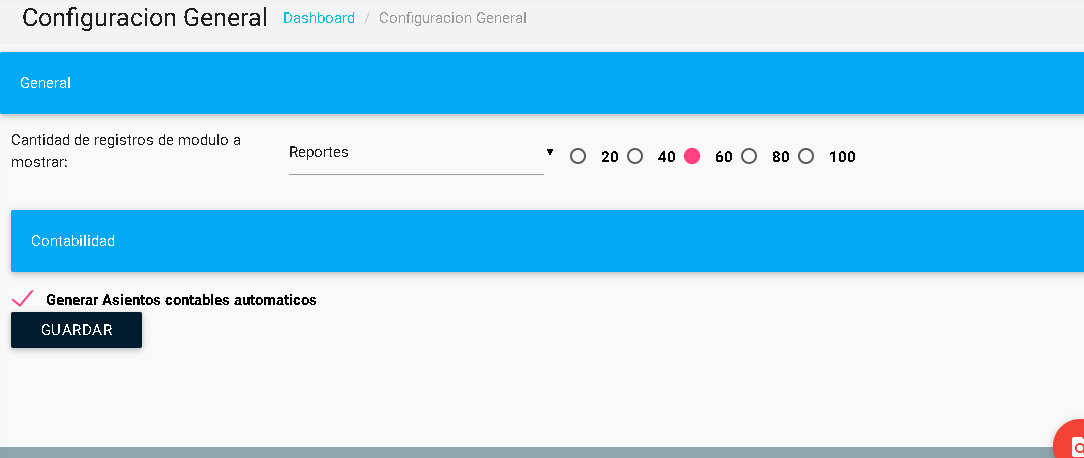 Configuracion General Dashboard / Configuracion General
General
Cantidad de registros de modulo a
mostrar:
Reportes 20 40 60 80 100
Contabilidad
Generar Asientos contables automaticos
GUARDAR